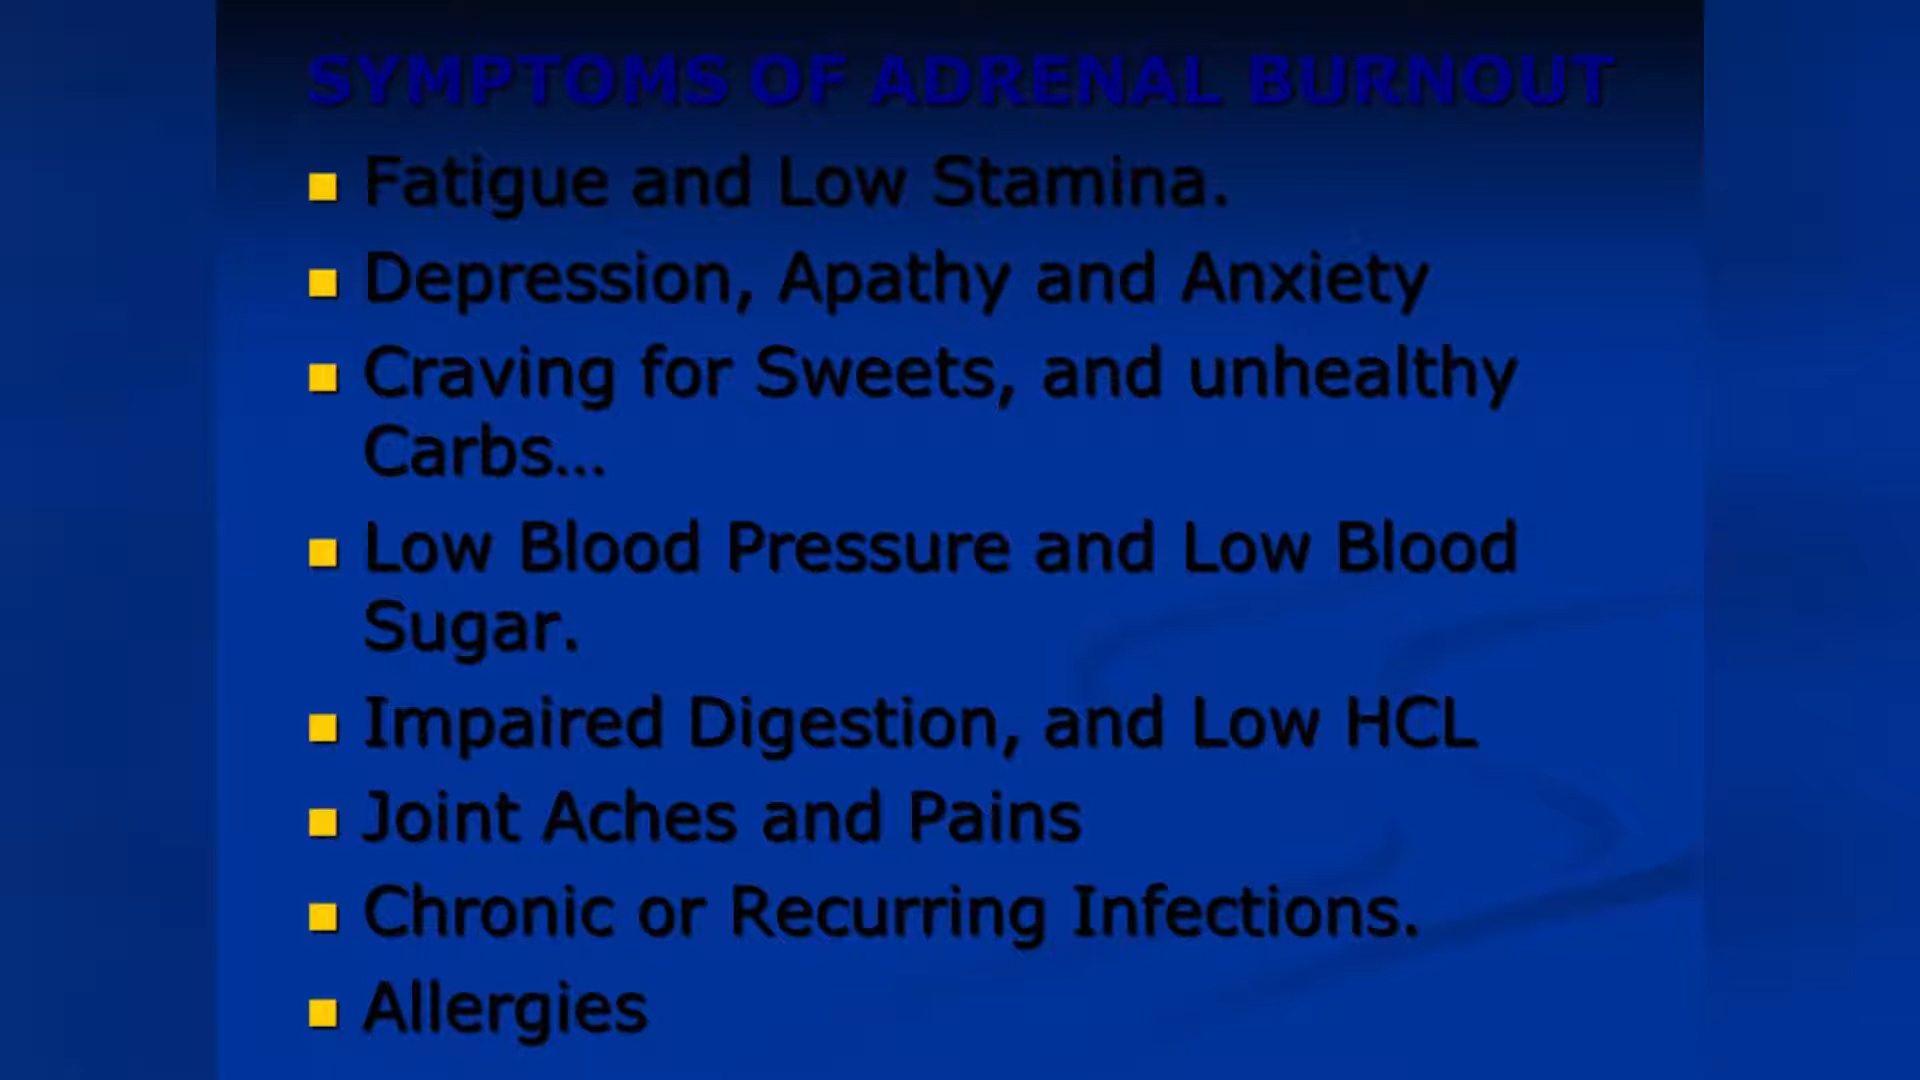 SYMPTOMS OF ADRENAL BURNOUT
Fatigue and Low Stamina.
Depression, Apathy and Anxiety
Craving for Sweets, and unhealthy
Carbs...
Low Blood Pressure and Low Blood
Sugar.
Impaired Digestion, and Low HCL
Joint Aches and Pains
Chronic or Recurring Infections.
Allergies